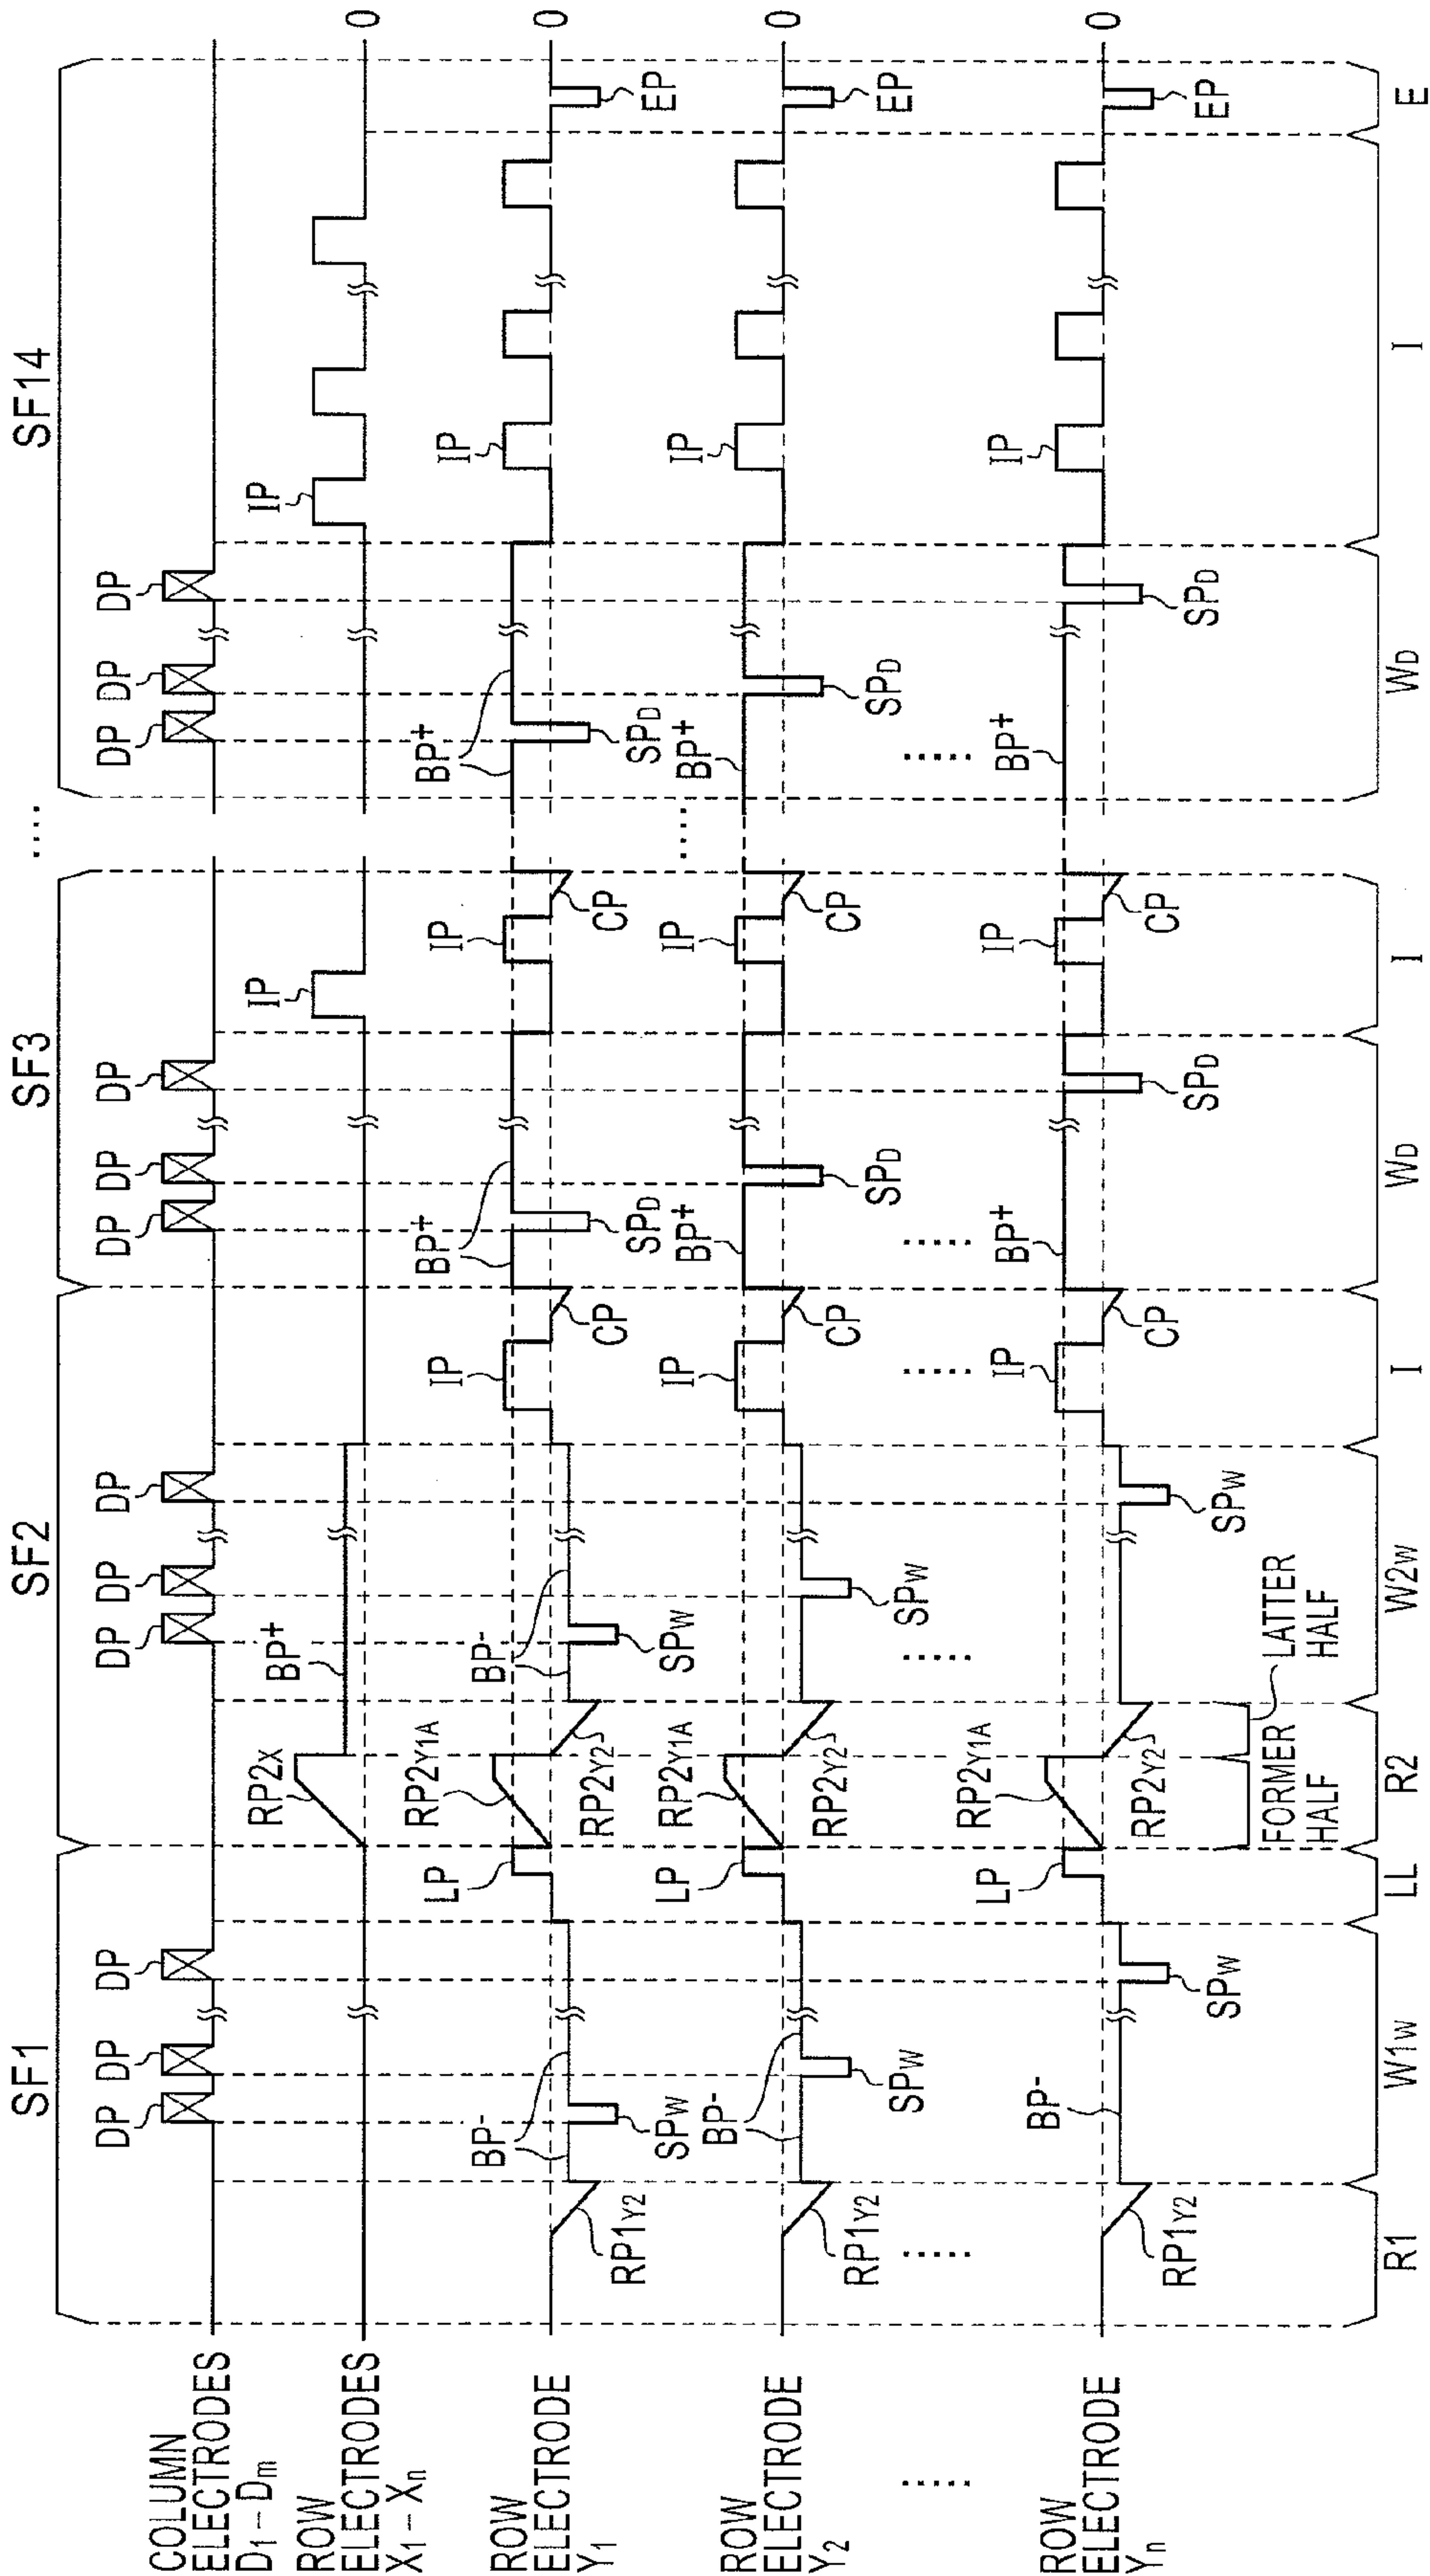 SF1 SF2 SF3 .... SF14
DP DP DP DP DP DP DP DP DP DP DP DP
COLUMN
ELECTRODES
D1-Dm
RP2X BP+ IP IP
ROW
ELECTRODES
X1-Xn
0
BP- LP RP2Y1A BP- IP BP+ IP BP+ IP
ROW
ELECTRODE
Y1
0
RP1Y2 SPW RP2Y2 SPW CP SPD CP SPD EP
BP- LP RP2Y1A IP BP+ IP .... BP+ IP
ROW
ELECTRODE
Y2
0
RP1Y2 SPW RP2Y2 SPW CP SPD CP SPD EP
..... ..... ..... ..... ..... .....
BP- LP RP2Y1A IP BP+ IP BP+ IP
ROW
ELECTRODE
Yn
0
RP1Y2 SPW RP2Y2 SPW CP SPD CP SPD EP
FORMER
HALF
LATTER
HALF
R1 W1W LL R2 W2W I WD I WD I E